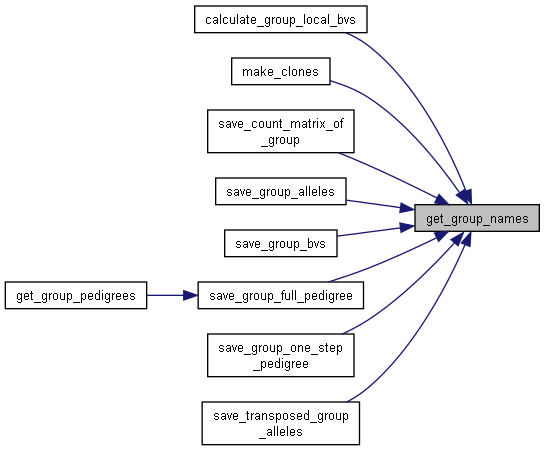 calculate_group_local_bvs
make_clones
save_count_matrix_of
_group
save_group_alleles
get_group_names
save_group_bvs
get_group_pedigrees
save_group_full_pedigree
save_group_one_step
_pedigree
save_transposed_group
_alleles